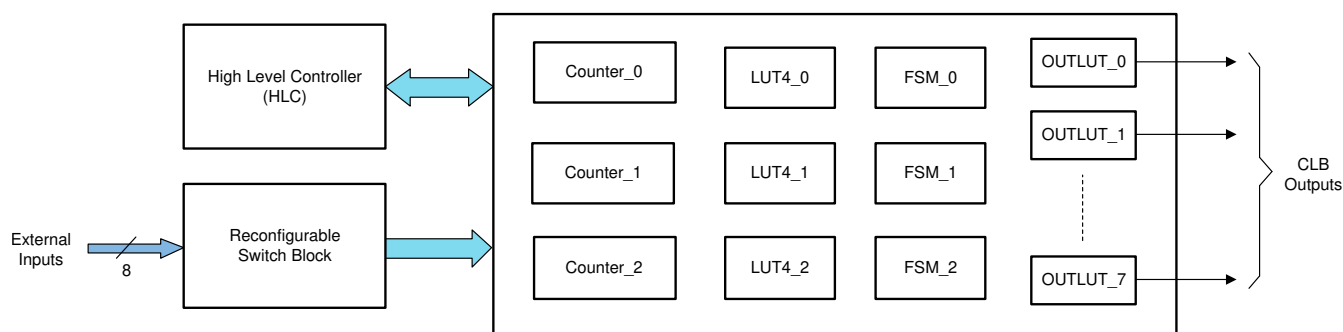 High Level Controller
(HLC)
Counter_0
LUT4_0
FSM_0
OUTLUT_0
OUTLUT_1
Counter_1
LUT4_1
FSM_1
CLB
Outputs
External
Inputs
8
Reconfigurable
Switch Block
Counter_2
LUT4_2
FSM_2
OUTLUT_7